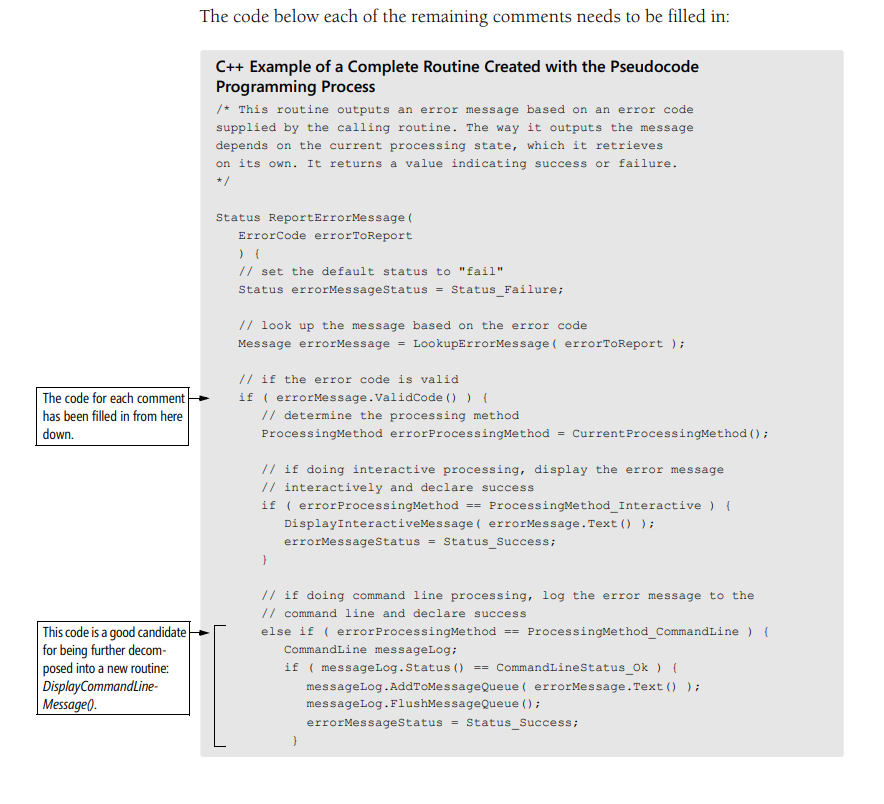 The code below each of the remaining comments needs to be filled in:
C++ Example of a Complete Routine Created with the Pseudocode
Programming Process
/* This routine outputs an error message based on an error code
supplied by the calling routine. The way it outputs the message
depends on the current processing state, which it retrieves
on its own. It returns a value indicating success or failure.
*/
Status ReportErrorMessage(
   ErrorCode errorToReport
   ) {
   // set the default status to "fail"
   Status errorMessageStatus = Status_Failure;
   // look up the message based on the error code
   Message errorMessage = LookupErrorMessage( errorToReport );
   // if the error code is valid
The code for each comment
has been filled in from here
down.
   if ( errorMessage.ValidCode() ) {
      // determine the processing method
      ProcessingMethod errorProcessingMethod = CurrentProcessingMethod();
      // if doing interactive processing, display the error message
      // interactively and declare success
      if ( errorProcessingMethod == ProcessingMethod_Interactive ) {
         DisplayInteractiveMessage( errorMessage.Text() );
         errorMessageStatus = Status_Success;
      }
      // if doing command line processing, log the error message to the
      // command line and declare success
This code is a good candidate
for being further decom-
posed into a new routine:
DisplayCommandLine-
Message().
      else if ( errorProcessingMethod == ProcessingMethod_CommandLine ) {
         CommandLine messageLog;
         if ( messageLog.Status() == CommandLineStatus_Ok ) {
            messageLog.AddToMessageQueue( errorMessage.Text() );
            messageLog.FlushMessageQueue();
            errorMessageStatus = Status_Success;
          }